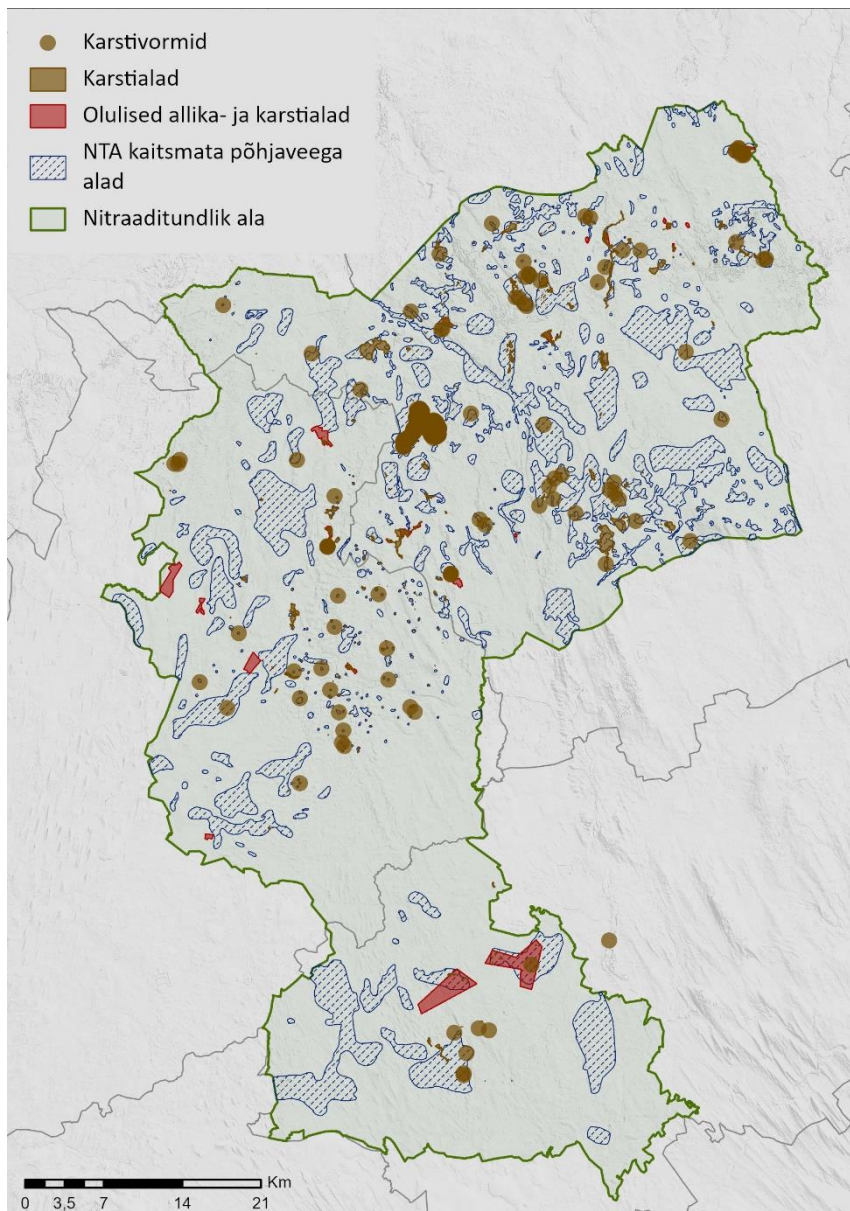 Karstivormid
Karstialad
Olulised allika- ja karstialad
NTA kaitsmata põhjaveega
alad
Nitraaditundlik ala
Km
0 3,5 7 14 21